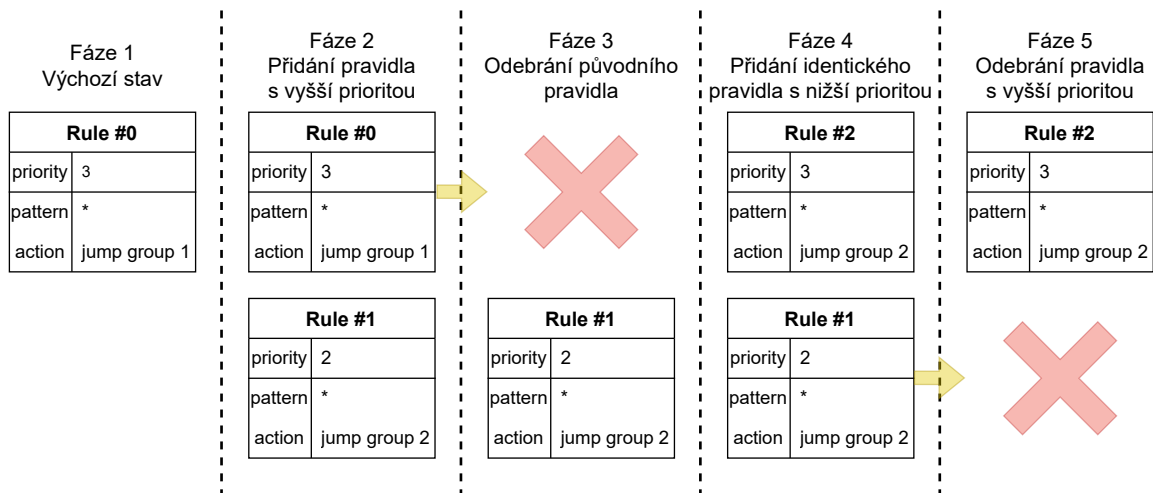 Fáze 1
Výchozí stav
Rule #0
priority 3
pattern *
action jump group 1
Fáze 2
Přidání pravidla
s vyšší prioritou
Rule #0
priority 3
pattern *
action jump group 1
Rule #1
priority 2
pattern *
action jump group 2
Fáze 3
Odebrání původního
pravidla
Rule #1
priority 2
pattern *
action jump group 2
Fáze 4
Přidání identického
pravidla s nižší prioritou
Rule #2
priority 3
pattern *
action jump group 2
Rule #1
priority 2
pattern *
action jump group 2
Fáze 5
Odebrání pravidla
s vyšší prioritou
Rule #2
priority 3
pattern *
action jump group 2